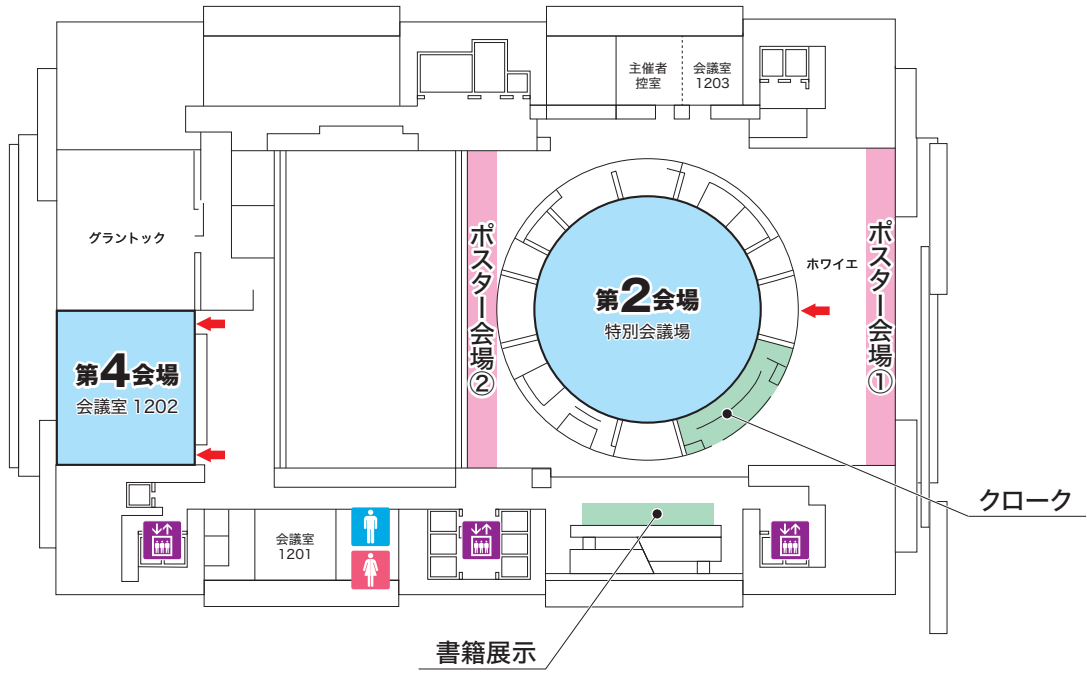 主催者
控室
会議室
1203
グラントック
ポスター会場②
第2会場
特別会議場
ホワイエ
ポスター会場①
第4会場
会議室 1202
クローク
会議室
1201
書籍展示